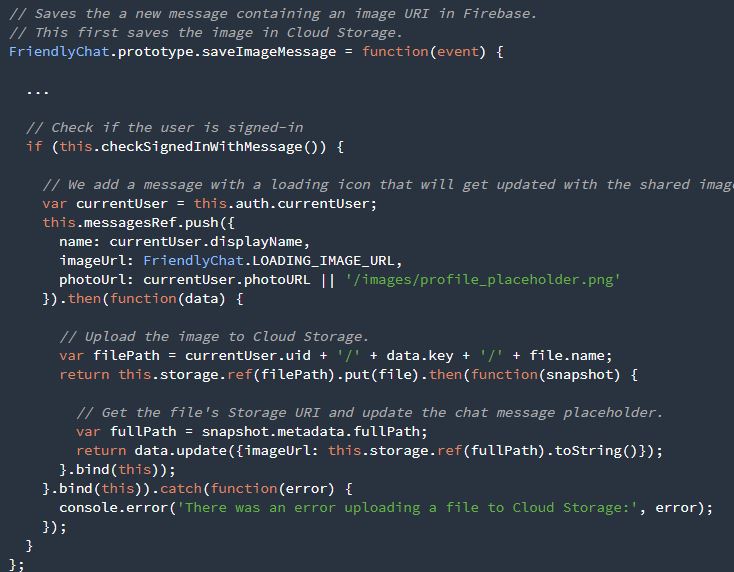 // Saves the a new message containing an image URI in Firebase.
// This first saves the image in Cloud Storage.
FriendlyChat.prototype.saveImageMessage = function(event) {
...
// Check if the user is signed-in
if (this.checkSignedInWithMessage()) {
// We add a message with a loading icon that will get updated with the shared imag
var currentUser = this.auth.currentUser;
this.messagesRef.push({
name: currentUser.displayName,
imageUrl: FriendlyChat.LOADING_IMAGE_URL,
photoUrl: currentUser.photoURL || '/images/profile_placeholder.png'
}).then(function(data) {
// Upload the image to Cloud Storage.
var filePath = currentUser.uid + '/' + data.key + '/' + file.name;
return this.storage.ref(filePath).put(file).then(function(snapshot) {
// Get the file's Storage URI and update the chat message placeholder.
var fullPath = snapshot.metadata.fullPath;
return data.update({imageUrl: this.storage.ref(fullPath).toString()});
}.bind(this));
}.bind(this)).catch(function(error) {
console.error('There was an error uploading a file to Cloud Storage:', error);
});
}
};